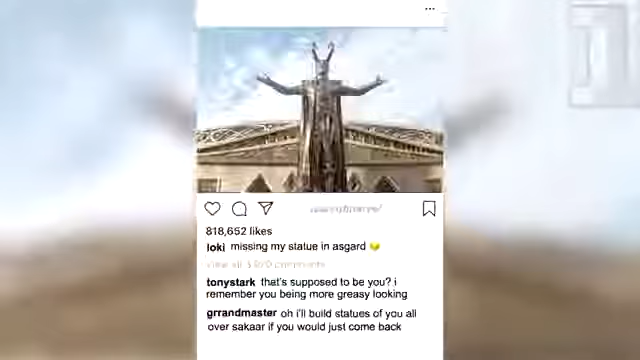 818,652 likes
loki missing my statue in asgard 😏
tonystark that's supposed to be you? i
remember you being more greasy looking
grrandmaster oh i'll build statues of you all
over sakaar if you would just come back